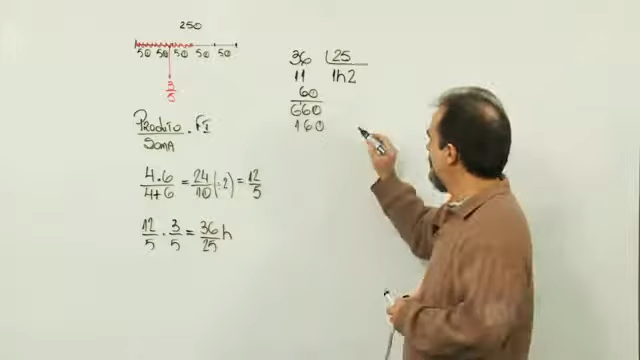 250
50 50 50 50 50
3/5
PRODUTO/SOMA . FI
4.6/4+6 = 24/10 (÷2) = 12/5
12/5 . 3/5 = 36/25 h
36 25
11 1h2
60
660
160